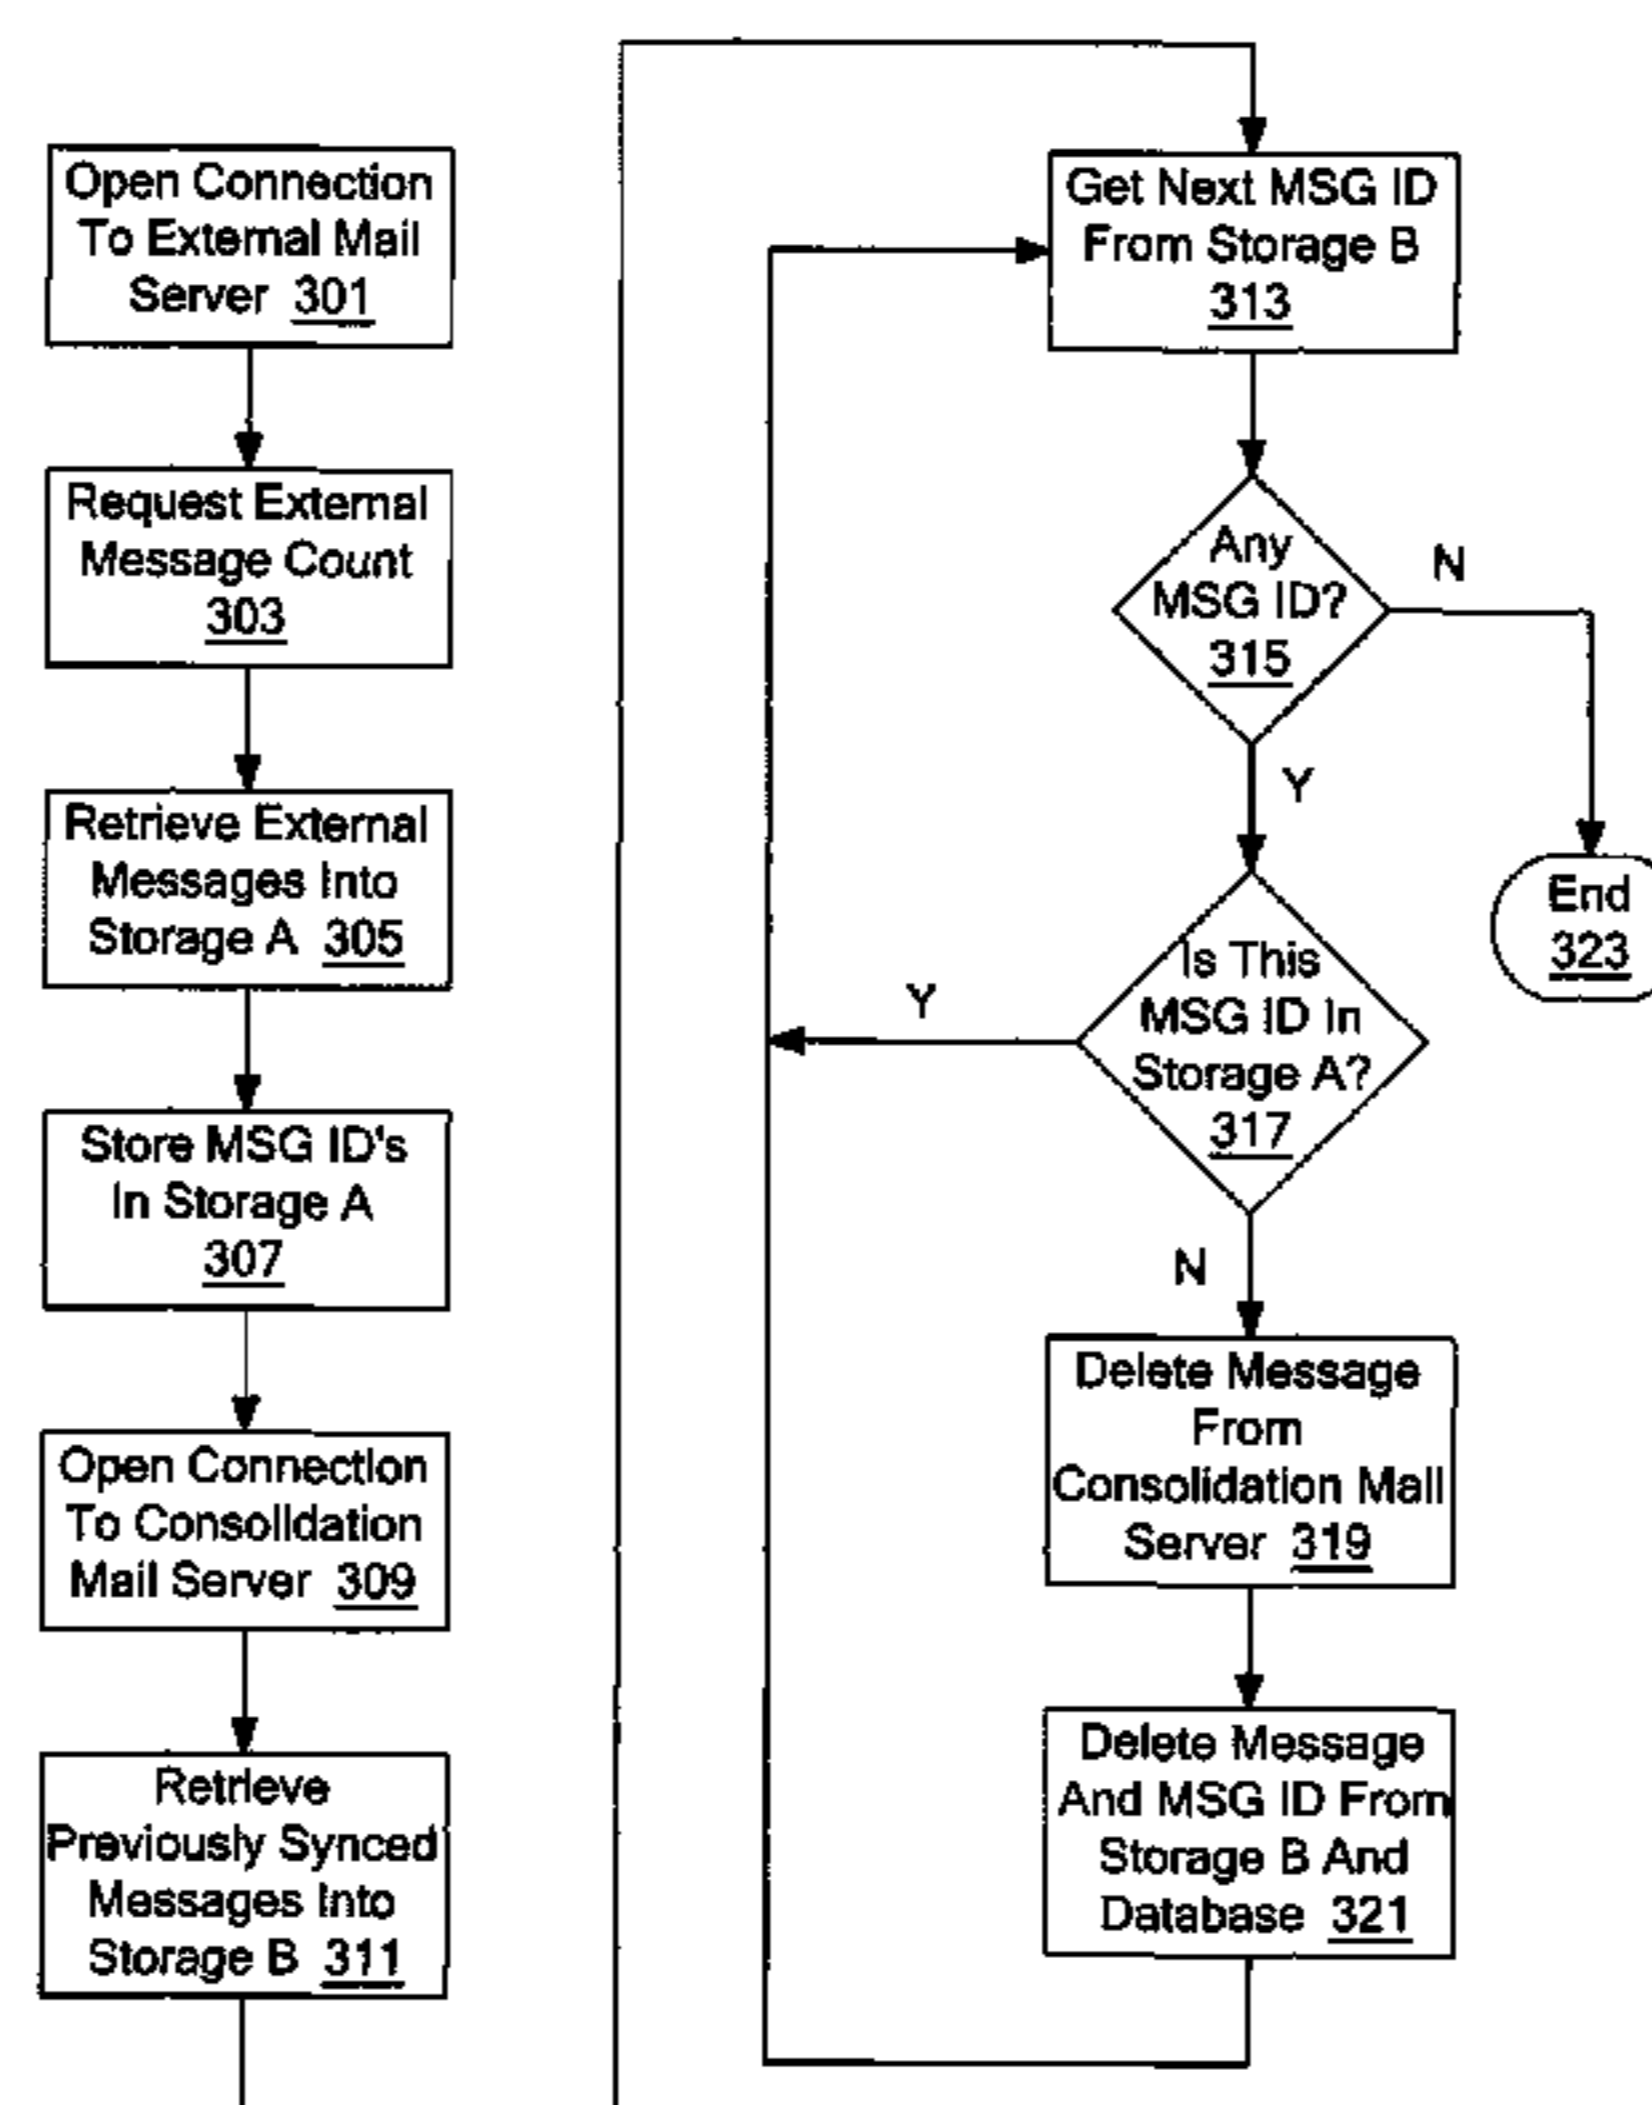 Open Connection
To External Mail
Server 301
Request External
Message Count
303
Retrieve External
Messages Into
Storage A 305
Store MSG ID's
In Storage A
307
Open Connection
To Consolidation
Mail Server 309
Retrieve
Previously Synced
Messages Into
Storage B 311
Get Next MSG ID
From Storage B
313
Any
MSG ID?
315
N
Y
End
323
Is This
MSG ID In
Storage A?
317
Y
N
Delete Message
From
Consolidation Mail
Server 319
Delete Message
And MSG ID From
Storage B And
Database 321